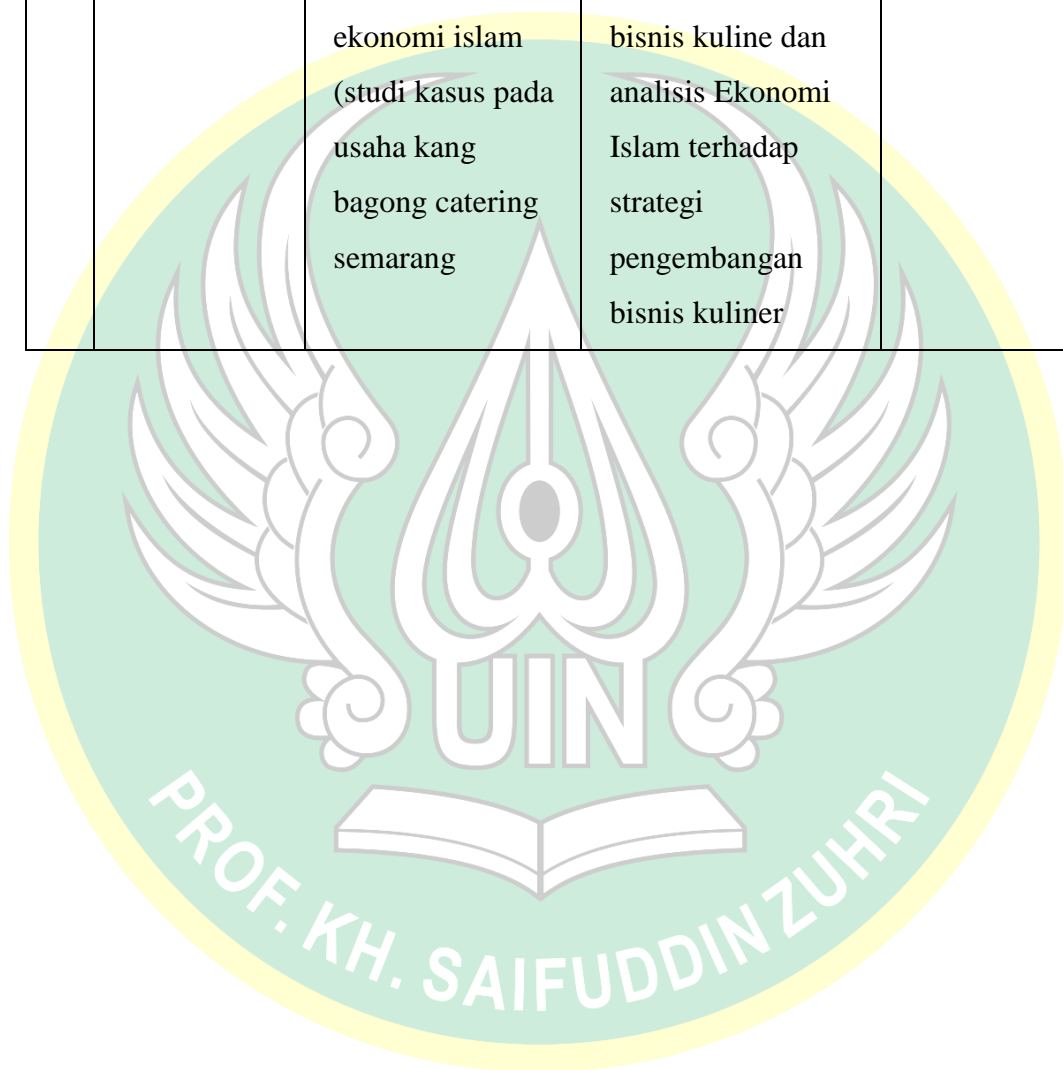 ekonomi islam
(studi kasus pada
usaha kang
bagong catering
semarang
bisnis kuline dan
analisis Ekonomi
Islam terhadap
strategi
pengembangan
bisnis kuliner
UIN
PROF. KH. SAIFUDDIN ZUHRI